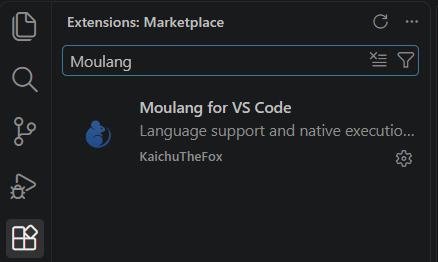 Extensions: Marketplace
Moulang
Moulang for VS Code
Language support and native executio...
KaichuTheFox